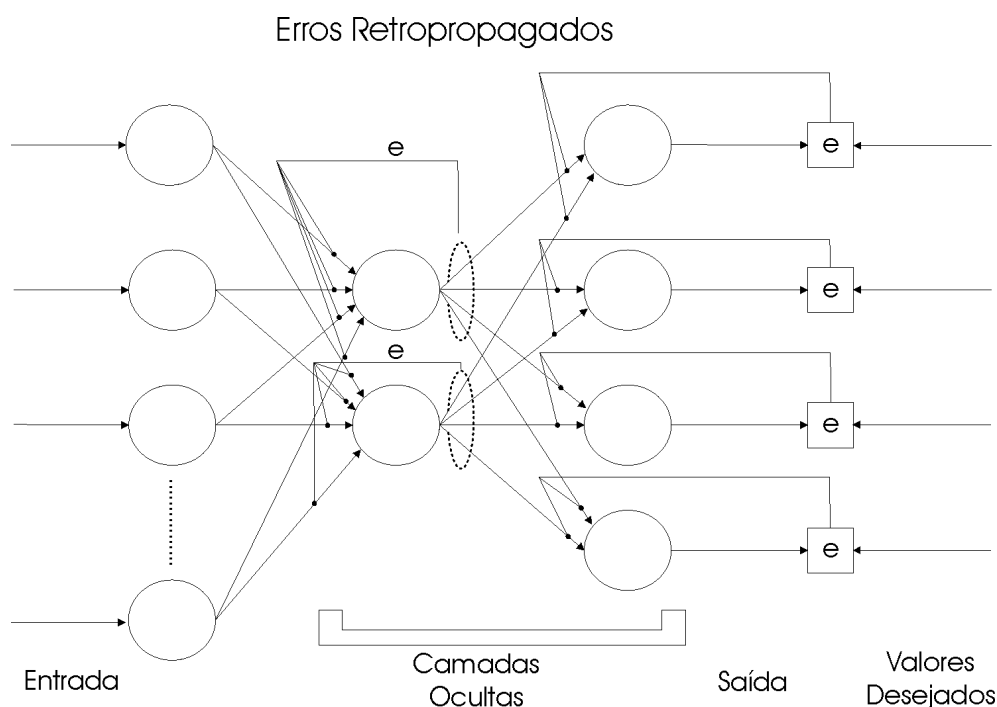 Erros Retropropagados
e
e
e
e
e
e
Entrada
Camadas
Ocultas
Saída
Valores
Desejados